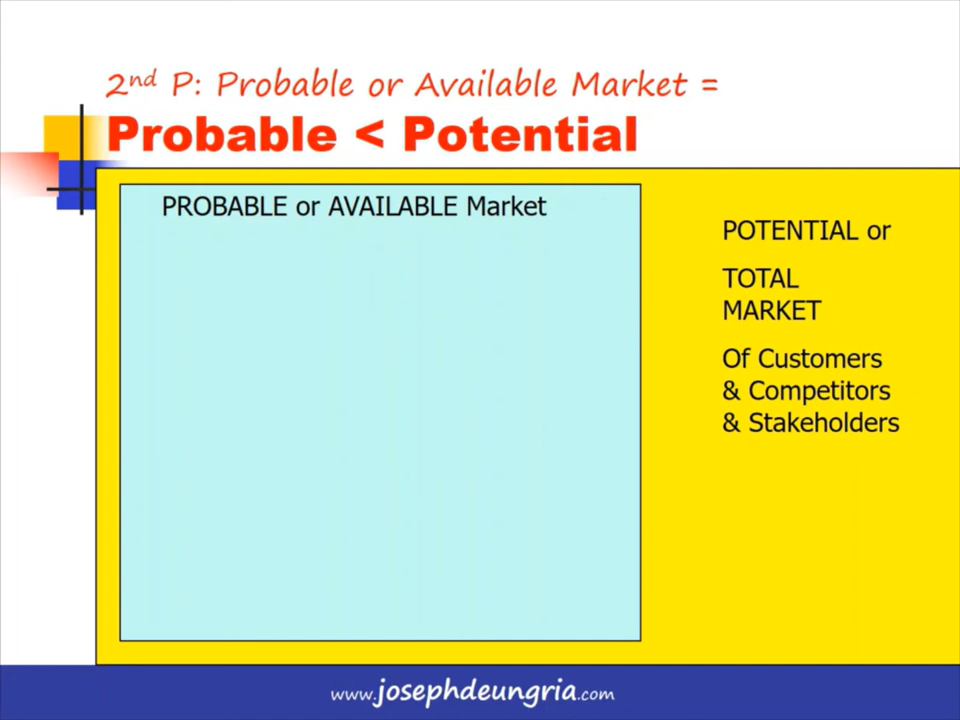 2nd P: Probable or Available Market =
Probable < Potential
PROBABLE or AVAILABLE Market
POTENTIAL or
TOTAL
MARKET
Of Customers
& Competitors
& Stakeholders
www.josephdeungria.com